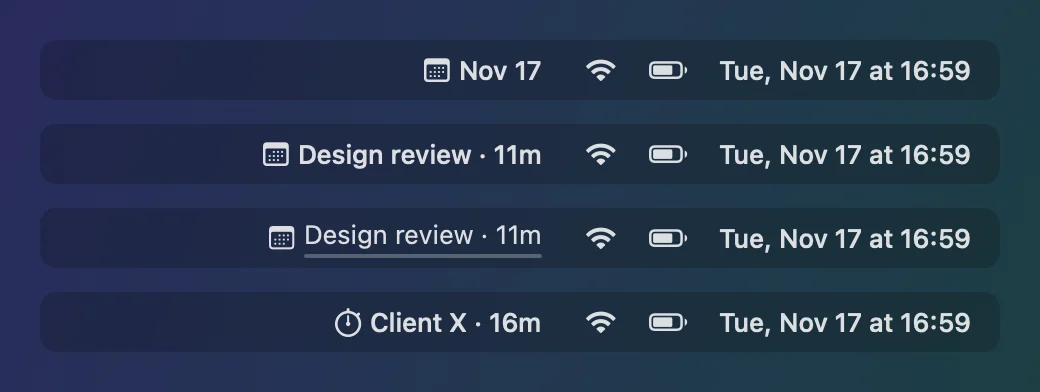 Nov 17 Tue, Nov 17 at 16:59
Design review · 11m Tue, Nov 17 at 16:59
Design review · 11m Tue, Nov 17 at 16:59
Client X · 16m Tue, Nov 17 at 16:59